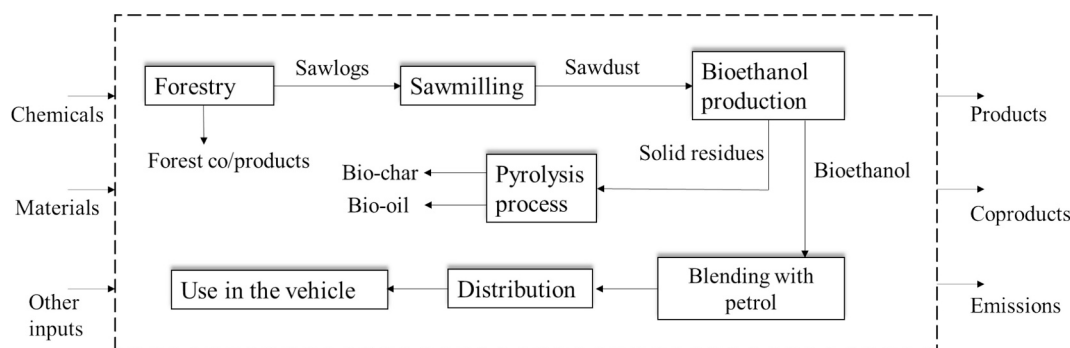 Sawlogs
Sawdust
Forestry
Sawmilling
Bioethanol
production
Chemicals
Products
Forest co/products
Solid residues
Bioethanol
Bio-char
Bio-oil
Pyrolysis
process
Materials
Coproducts
Use in the vehicle
Distribution
Blending with
petrol
Other
inputs
Emissions